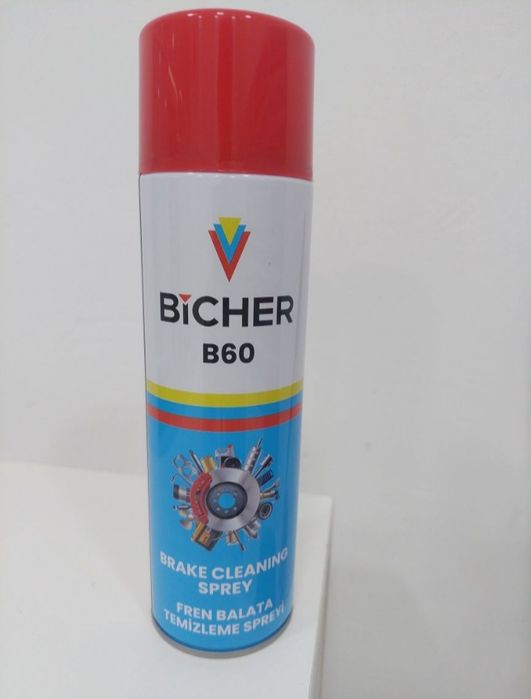 BiCHER
B60
BRAKE CLEANING
SPREY
FREN BALATA
TEMİZLEME SPREYİ